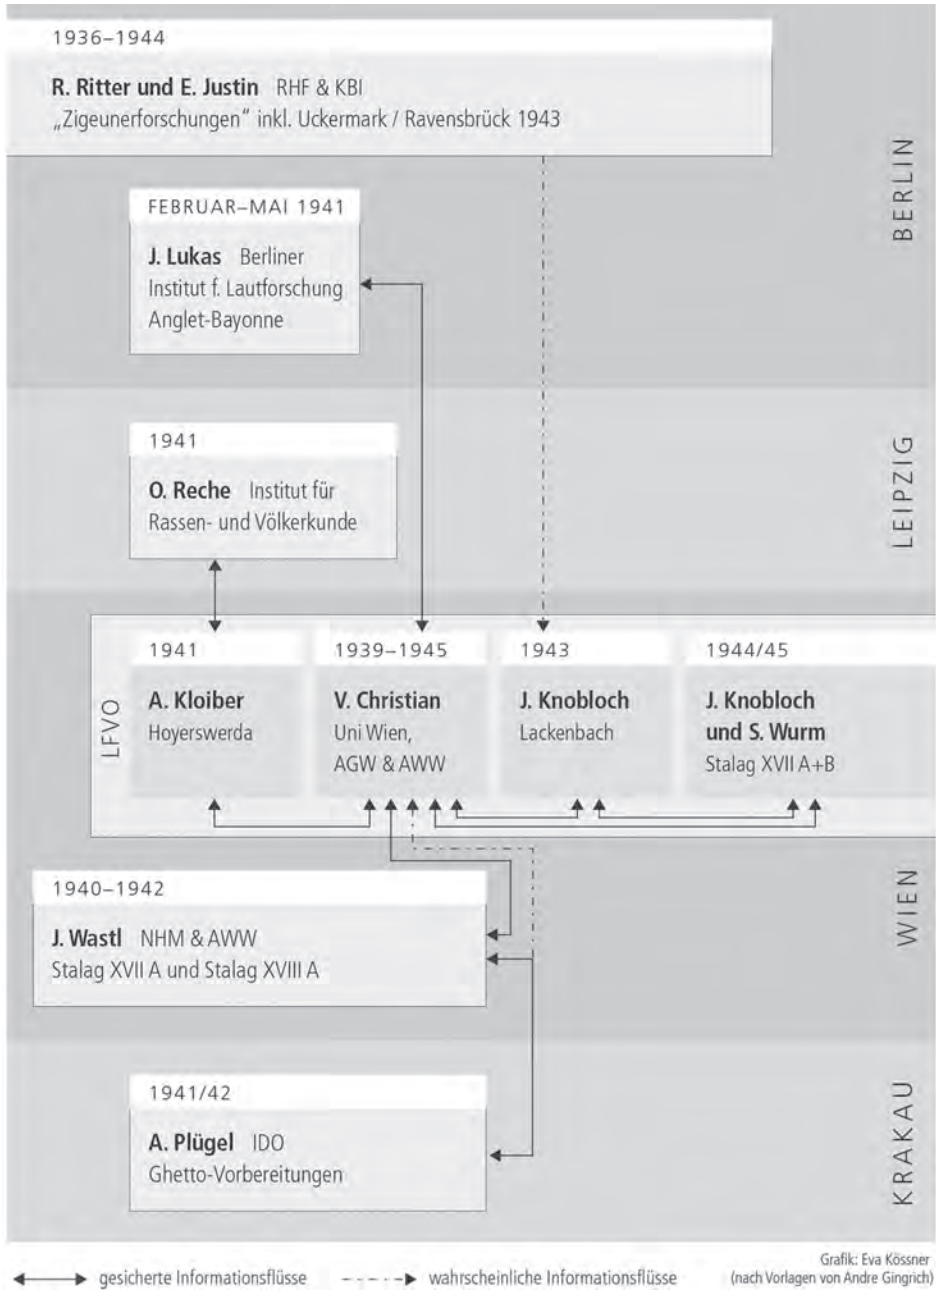 1936–1944
R. Ritter und E. Justin RHF & KBI
„Zigeunerforschungen“ inkl. Uckermark / Ravensbrück 1943
BERLIN
FEBRUAR–MAI 1941
J. Lukas Berliner
Institut f. Lautforschung
Anglet-Bayonne
LEIPZIG
1941
O. Reche Institut für
Rassen- und Völkerkunde
LFVO
1941
A. Kloiber
Hoyerswerda
1939–1945
V. Christian
Uni Wien,
AGW & AWW
1943
J. Knobloch
Lackenbach
1944/45
J. Knobloch
und S. Wurm
Stalag XVII A+B
WIEN
1940–1942
J. Wastl NHM & AWW
Stalag XVII A und Stalag XVIII A
KRAKAU
1941/42
A. Plügel IDO
Ghetto-Vorbereitungen
gesicherte Informationsflüsse
wahrscheinliche Informationsflüsse
Grafik: Eva Kössner
(nach Vorlagen von Andre Gingrich)